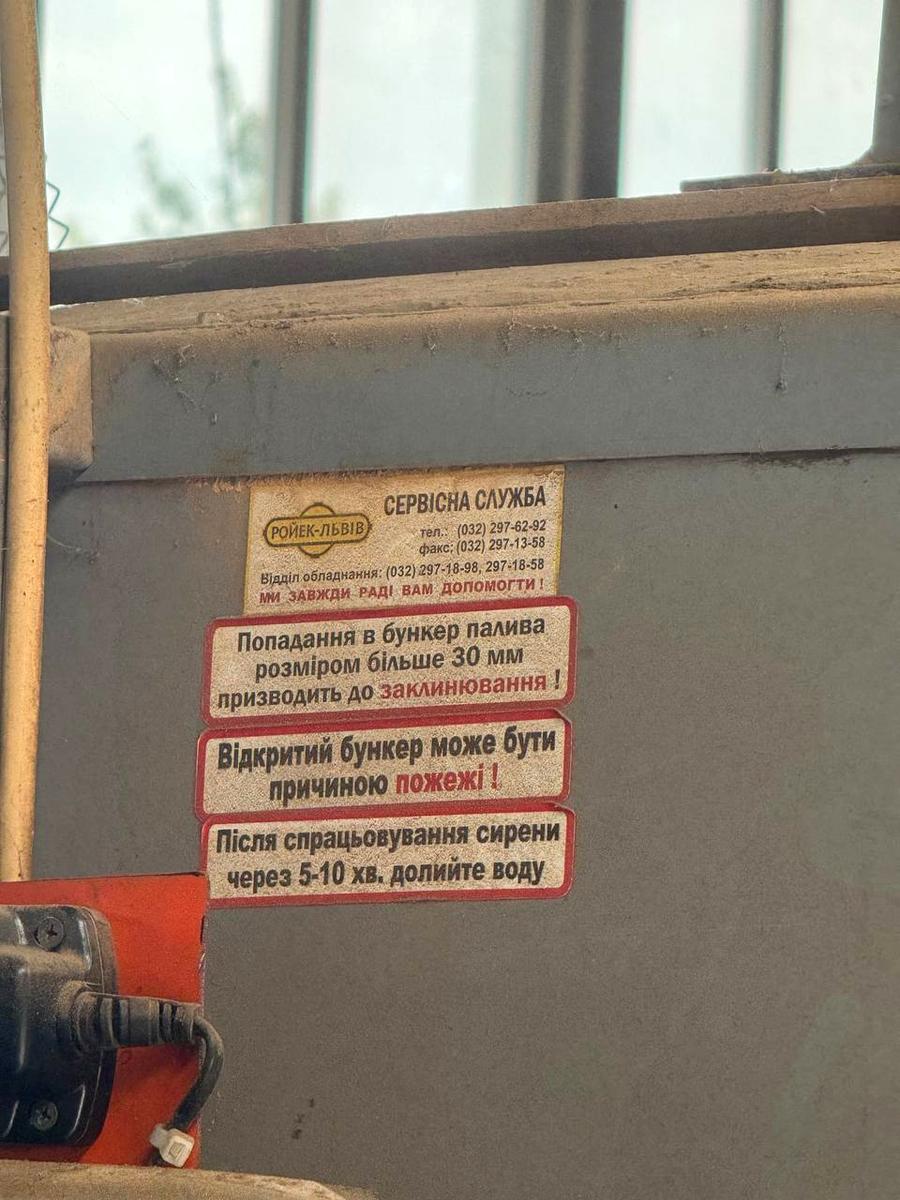 СЕРВІСНА СЛУЖБА
РОЙЕК-ЛЬВІВ
тел.: (032) 297-62-92
факс: (032) 297-13-58
Відділ обладнання: (032) 297-18-98, 297-18-58
МИ ЗАВЖДИ РАДІ ВАМ ДОПОМОГТИ !
Попадання в бункер палива
розміром більше 30 мм
призводить до заклинювання !
Відкритий бункер може бути
причиною пожежі !
Після спрацьовування сирени
через 5-10 хв. долийте воду